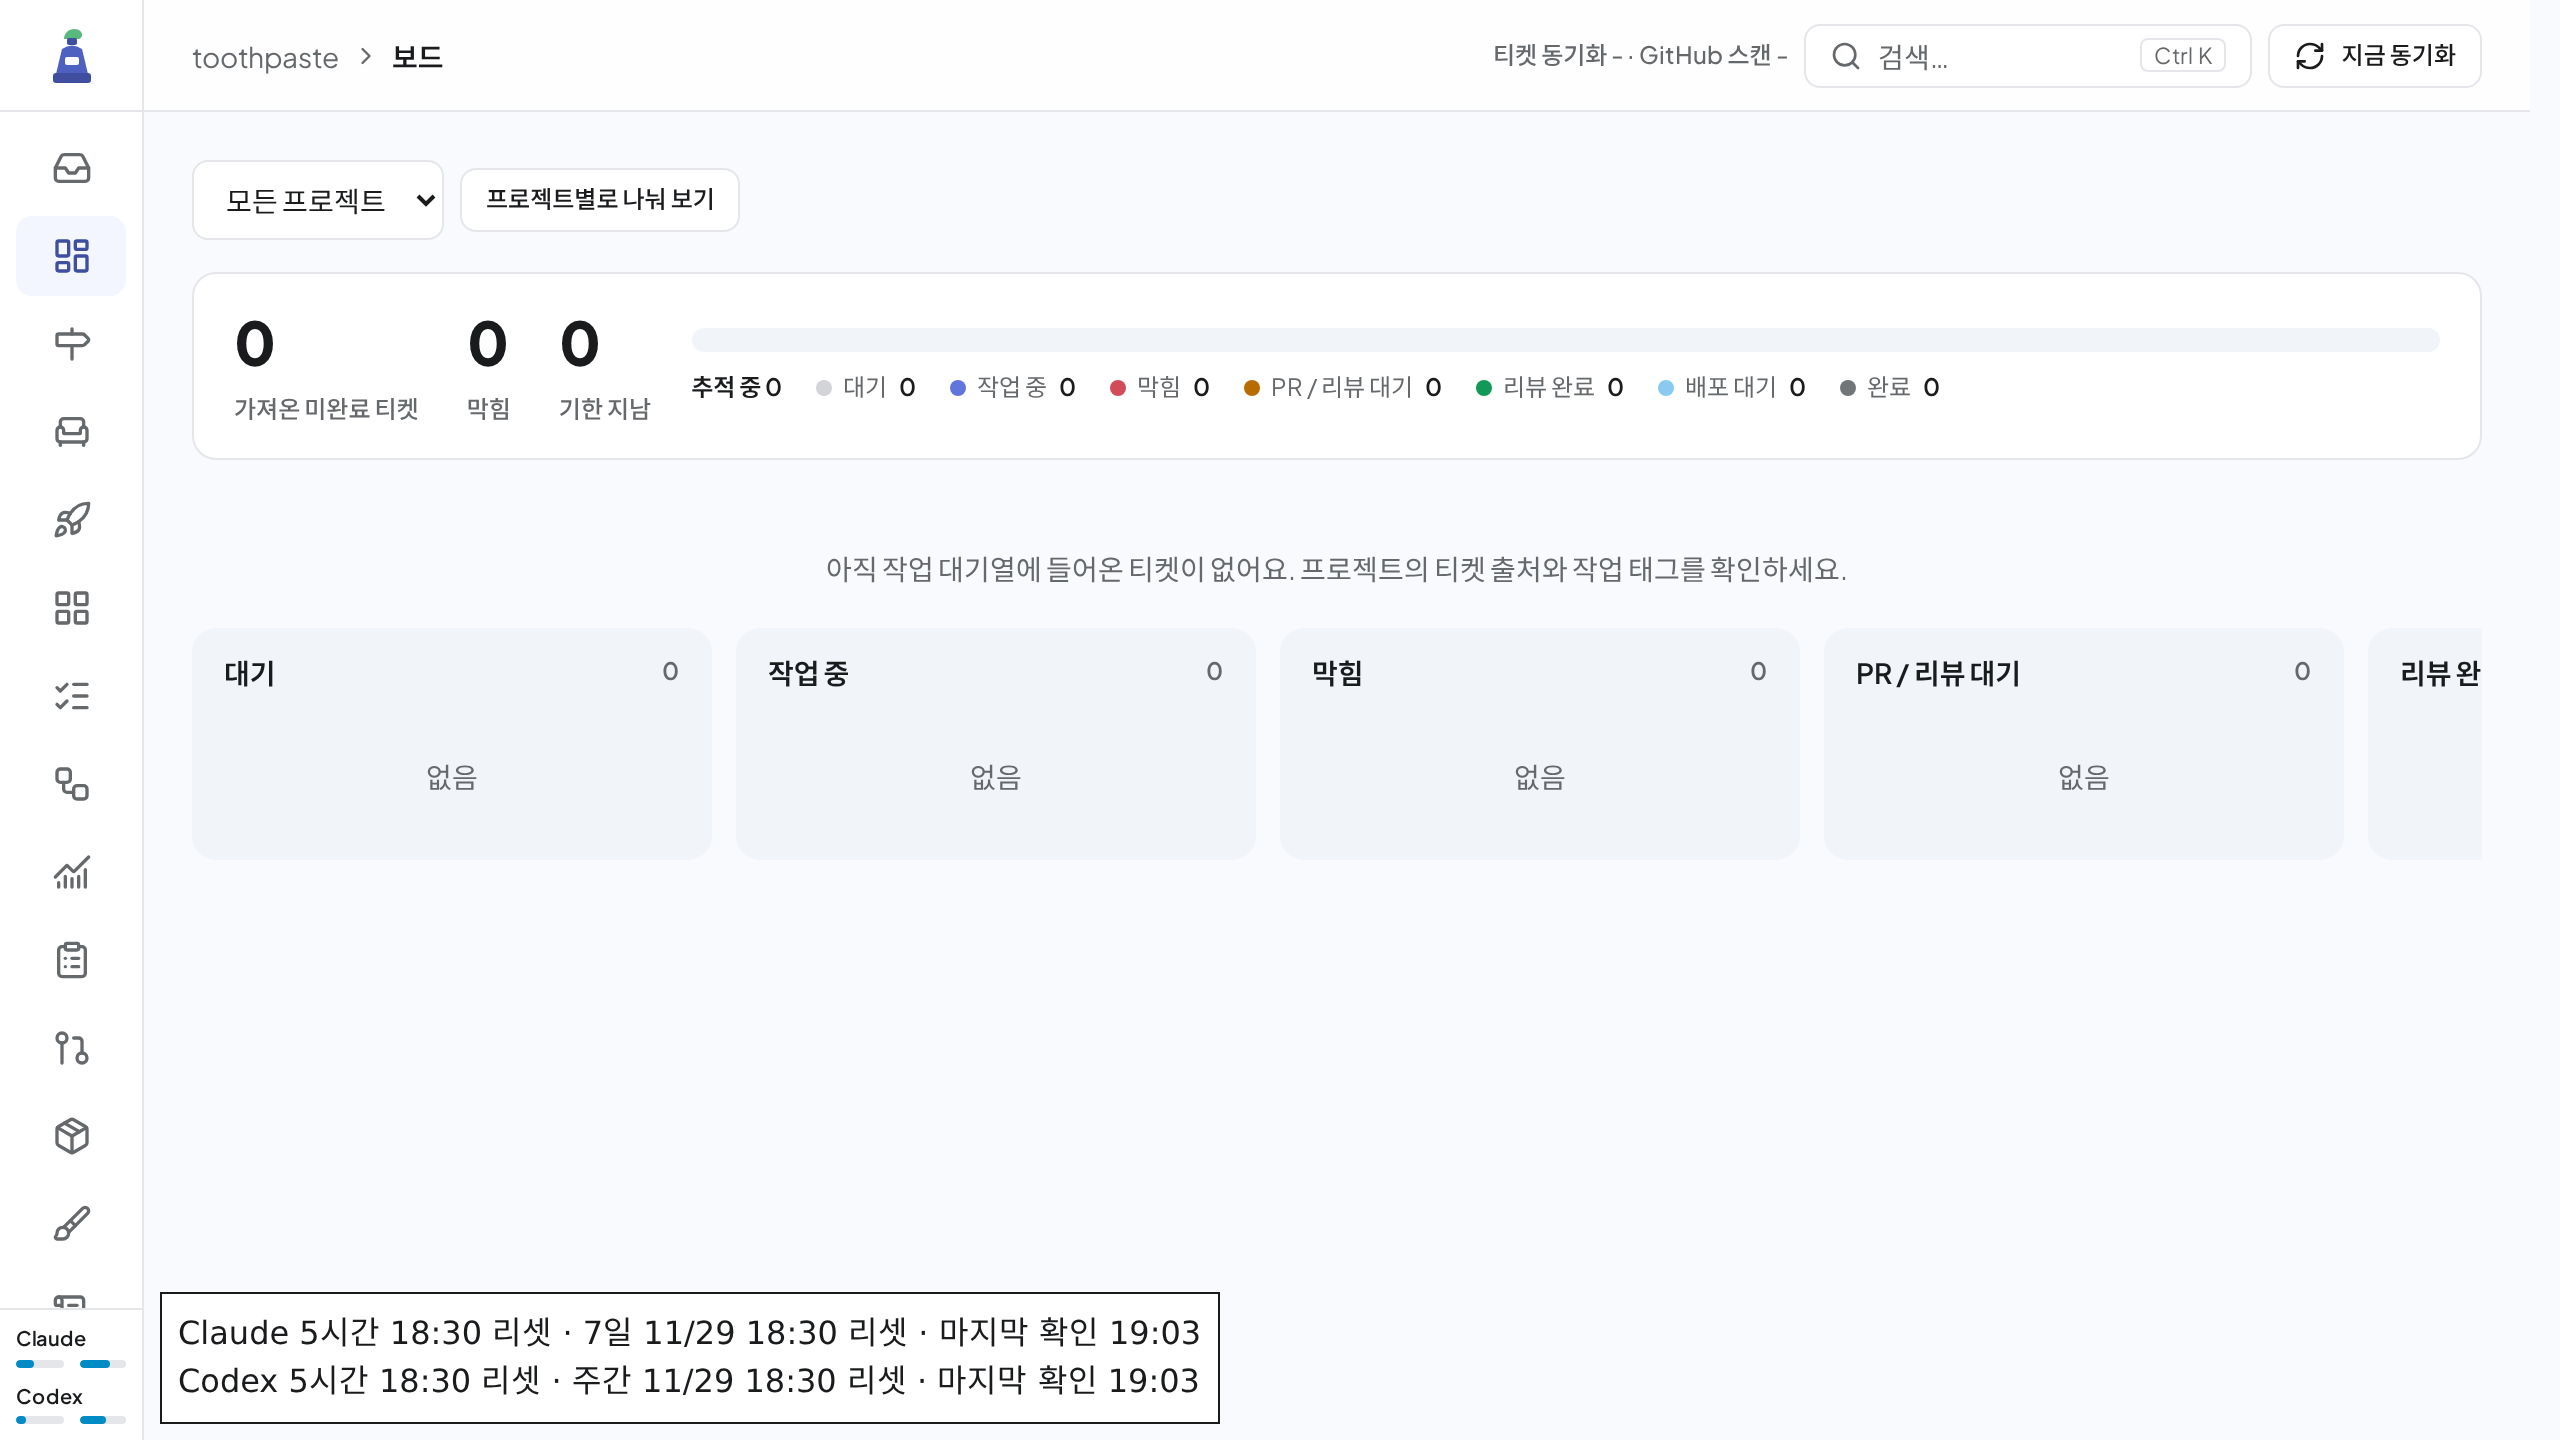 toothpaste > 보드
티켓 동기화 - · GitHub 스캔 -
검색...
Ctrl K
지금 동기화
모든 프로젝트
프로젝트별로 나눠 보기
0
가져온 미완료 티켓
0
막힘
0
기한 지남
추적 중 0
대기 0
작업 중 0
막힘 0
PR / 리뷰 대기 0
리뷰 완료 0
배포 대기 0
완료 0
아직 작업 대기열에 들어온 티켓이 없어요. 프로젝트의 티켓 출처와 작업 태그를 확인하세요.
대기 0
없음
작업 중 0
없음
막힘 0
없음
PR / 리뷰 대기 0
없음
리뷰 완
Claude
Codex
Claude 5시간 18:30 리셋 · 7일 11/29 18:30 리셋 · 마지막 확인 19:03
Codex 5시간 18:30 리셋 · 주간 11/29 18:30 리셋 · 마지막 확인 19:03